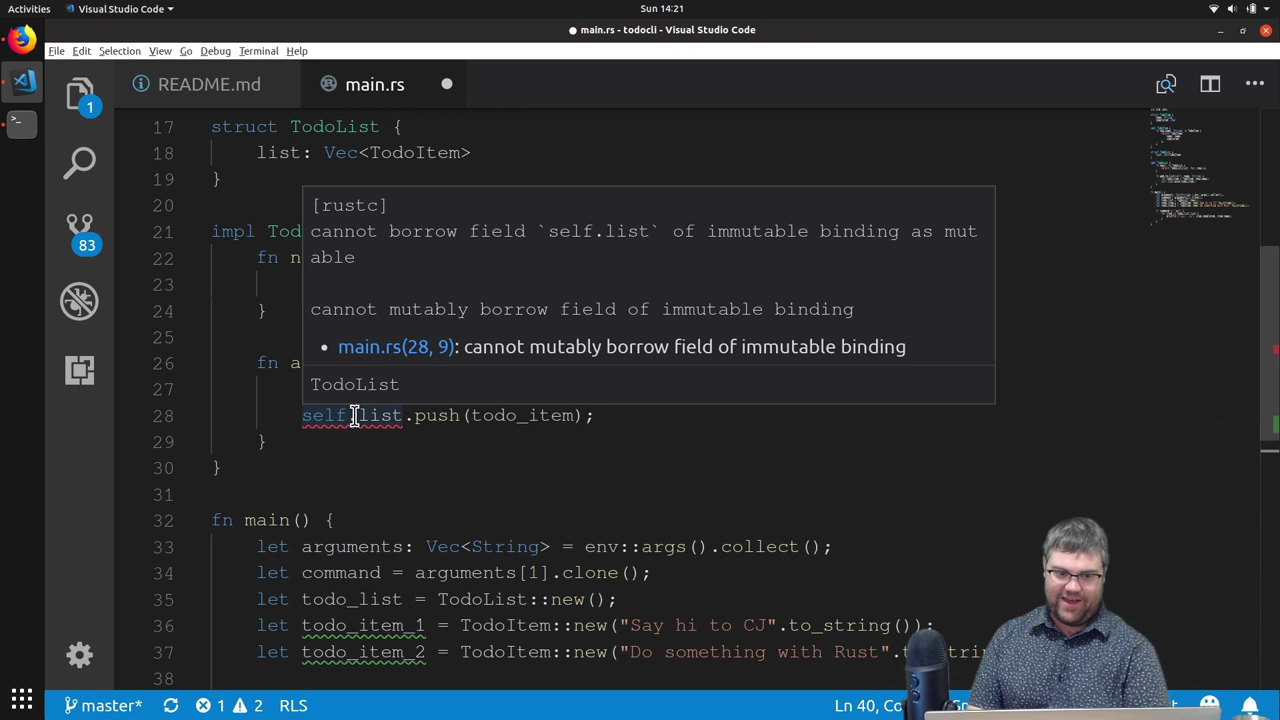 Activities
Visual Studio Code
Sun 14:21
main.rs - todocli - Visual Studio Code
File Edit Selection View Go Debug Terminal Help
README.md
main.rs
1
83
17 struct TodoList {
18 list: Vec<TodoItem>
19 }
20
[rustc]
cannot borrow field `self.list` of immutable binding as mut
able
cannot mutably borrow field of immutable binding
• main.rs(28, 9): cannot mutably borrow field of immutable binding
TodoList
21 impl Tod
22 fn n
23
24 }
25
26 fn a
27
28 self.list.push(todo_item);
29 }
30 }
31
32 fn main() {
33 let arguments: Vec<String> = env::args().collect();
34 let command = arguments[1].clone();
35 let todo_list = TodoList::new();
36 let todo_item_1 = TodoItem::new("Say hi to CJ".to_string());
37 let todo_item_2 = TodoItem::new("Do something with Rust".
38
master* 1 2 RLS
Ln 40,